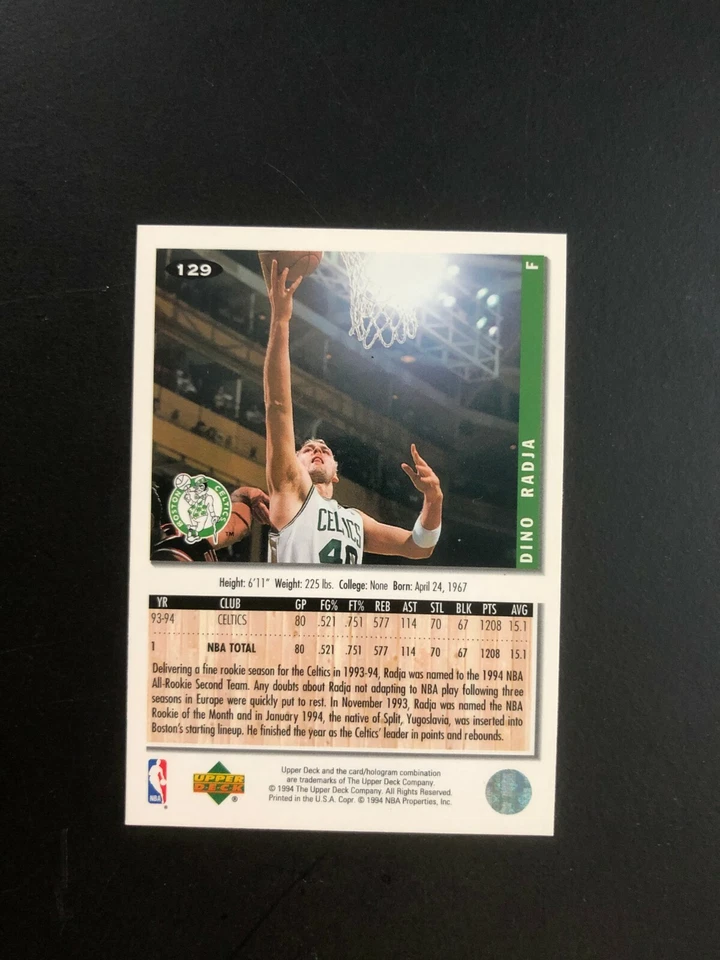 129
F
DINO RADJA
BOSTON CELTICS
TM
CELTICS
40
Height: 6'11" Weight: 225 lbs. College: None Born: April 24, 1967
YR CLUB GP FG% FT% REB AST STL BLK PTS AVG
93-94 CELTICS 80 .521 .751 577 114 70 67 1208 15.1
1 NBA TOTAL 80 .521 .751 577 114 70 67 1208 15.1
Delivering a fine rookie season for the Celtics in 1993-94, Radja was named to the 1994 NBA
All-Rookie Second Team. Any doubts about Radja not adapting to NBA play following three
seasons in Europe were quickly put to rest. In November 1993, Radja was named the NBA
Rookie of the Month and in January 1994, the native of Split, Yugoslavia, was inserted into
Boston's starting lineup. He finished the year as the Celtics' leader in points and rebounds.
NBA
®
UPPER
DECK
®
Upper Deck and the card/hologram combination
are trademarks of The Upper Deck Company.
© 1994 The Upper Deck Company. All Rights Reserved.
Printed in the U.S.A. Copr. © 1994 NBA Properties, Inc.